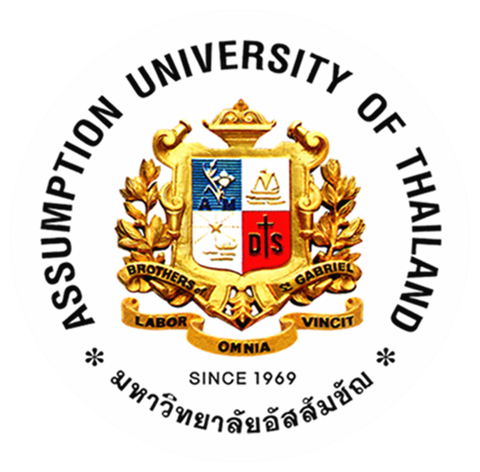 ASSUMPTION UNIVERSITY OF THAILAND
A M
D S
BROTHERS of St GABRIEL
LABOR OMNIA VINCIT
SINCE 1969
* มหาวิทยาลัยอัสสัมชัญ *